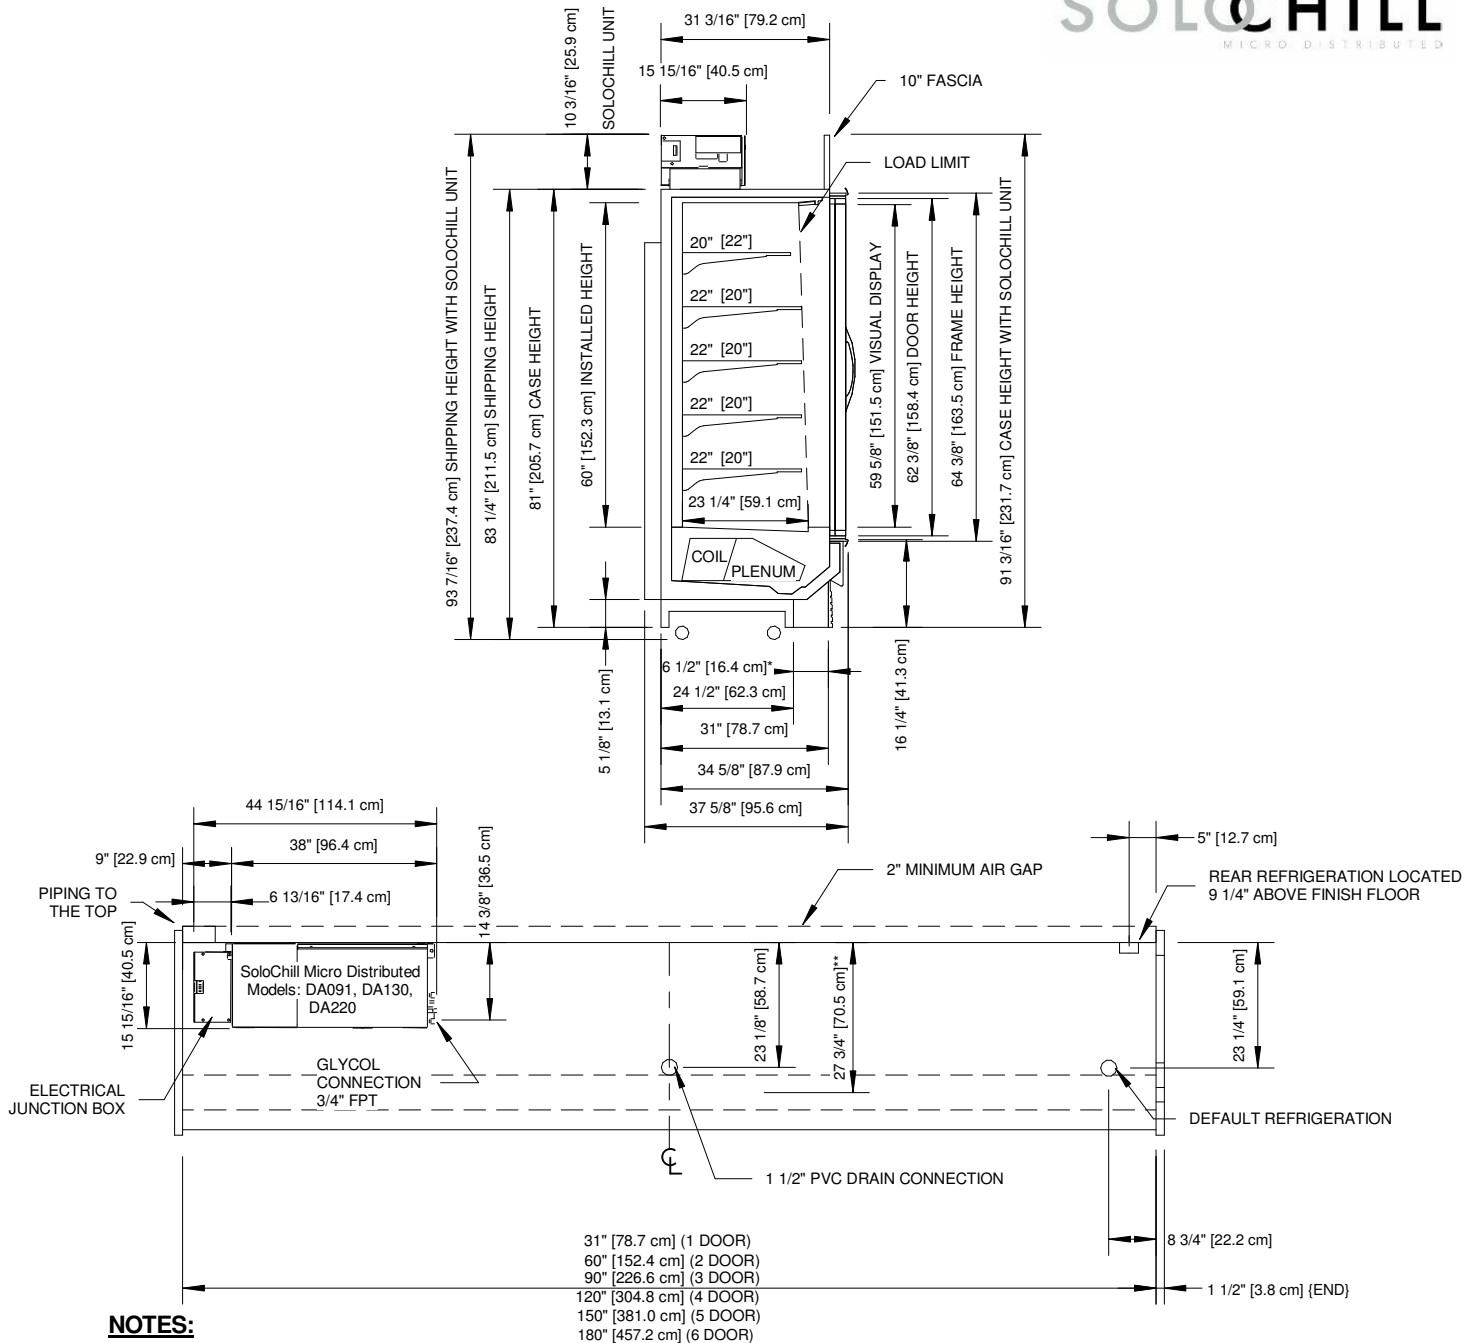 SOLOCHILL
MICRO DISTRIBUTED
31 3/16" [79.2 cm]
15 15/16" [40.5 cm]
10 3/16" [25.9 cm]
SOLOCHILL UNIT
10" FASCIA
LOAD LIMIT
93 7/16" [237.4 cm] SHIPPING HEIGHT WITH SOLOCHILL UNIT
83 1/4" [211.5 cm] SHIPPING HEIGHT
81" [205.7 cm] CASE HEIGHT
60" [152.3 cm] INSTALLED HEIGHT
20" [22"]
22" [20"]
22" [20"]
22" [20"]
22" [20"]
23 1/4" [59.1 cm]
COIL
PLENUM
59 5/8" [151.5 cm] VISUAL DISPLAY
62 3/8" [158.4 cm] DOOR HEIGHT
64 3/8" [163.5 cm] FRAME HEIGHT
91 3/16" [231.7 cm] CASE HEIGHT WITH SOLOCHILL UNIT
5 1/8" [13.1 cm]
6 1/2" [16.4 cm]*
24 1/2" [62.3 cm]
31" [78.7 cm]
34 5/8" [87.9 cm]
37 5/8" [95.6 cm]
16 1/4" [41.3 cm]
44 15/16" [114.1 cm]
38" [96.4 cm]
9" [22.9 cm]
6 13/16" [17.4 cm]
PIPING TO
THE TOP
15 15/16" [40.5 cm]
14 3/8" [36.5 cm]
2" MINIMUM AIR GAP
5" [12.7 cm]
REAR REFRIGERATION LOCATED
9 1/4" ABOVE FINISH FLOOR
SoloChill Micro Distributed
Models: DA091, DA130,
DA220
23 1/8" [58.7 cm]
27 3/4" [70.5 cm]**
23 1/4" [59.1 cm]
GLYCOL
CONNECTION
3/4" FPT
ELECTRICAL
JUNCTION BOX
DEFAULT REFRIGERATION
1 1/2" PVC DRAIN CONNECTION
31" [78.7 cm] (1 DOOR)
60" [152.4 cm] (2 DOOR)
90" [226.6 cm] (3 DOOR)
120" [304.8 cm] (4 DOOR)
150" [381.0 cm] (5 DOOR)
180" [457.2 cm] (6 DOOR)
8 3/4" [22.2 cm]
1 1/2" [3.8 cm] {END}
NOTES: